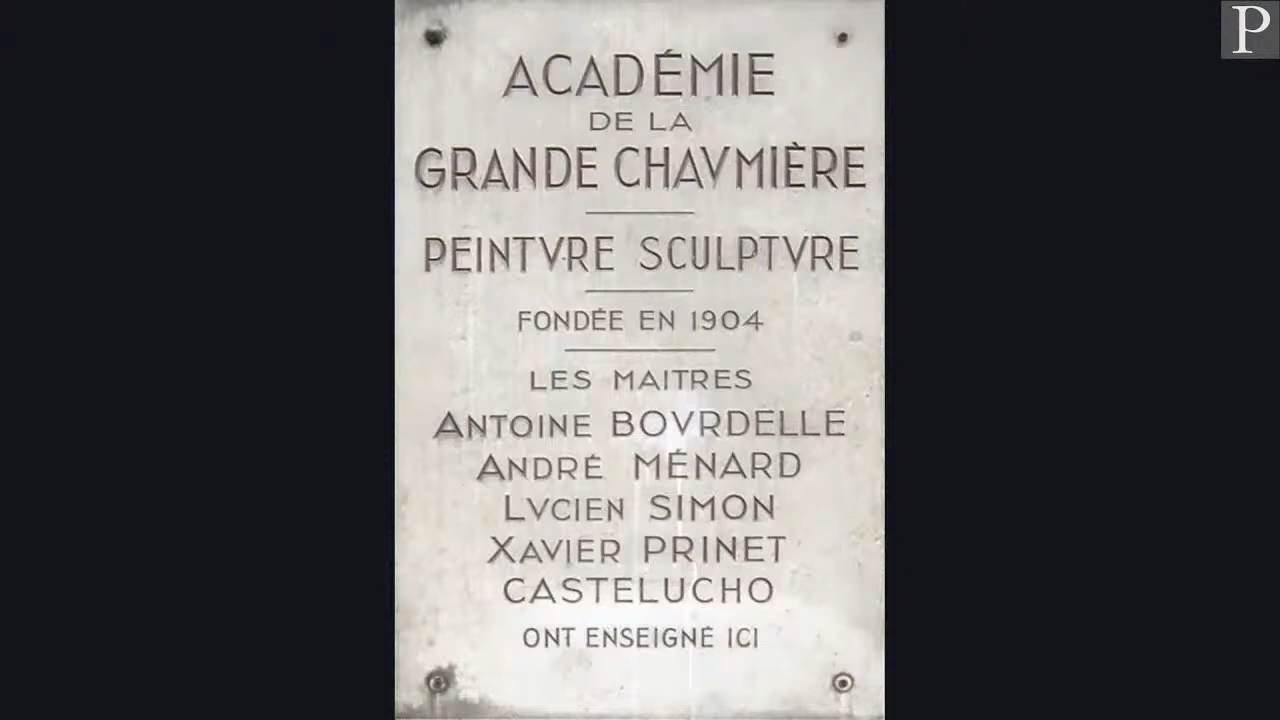 P
ACADÉMIE
DE LA
GRANDE CHAVMIÈRE
PEINTVRE SCULPTVRE
FONDÉE EN 1904
LES MAITRES
ANTOINE BOVRDELLE
ANDRÉ MÉNARD
LVCIEN SIMON
XAVIER PRINET
CASTELUCHO
ONT ENSEIGNÉ ICI